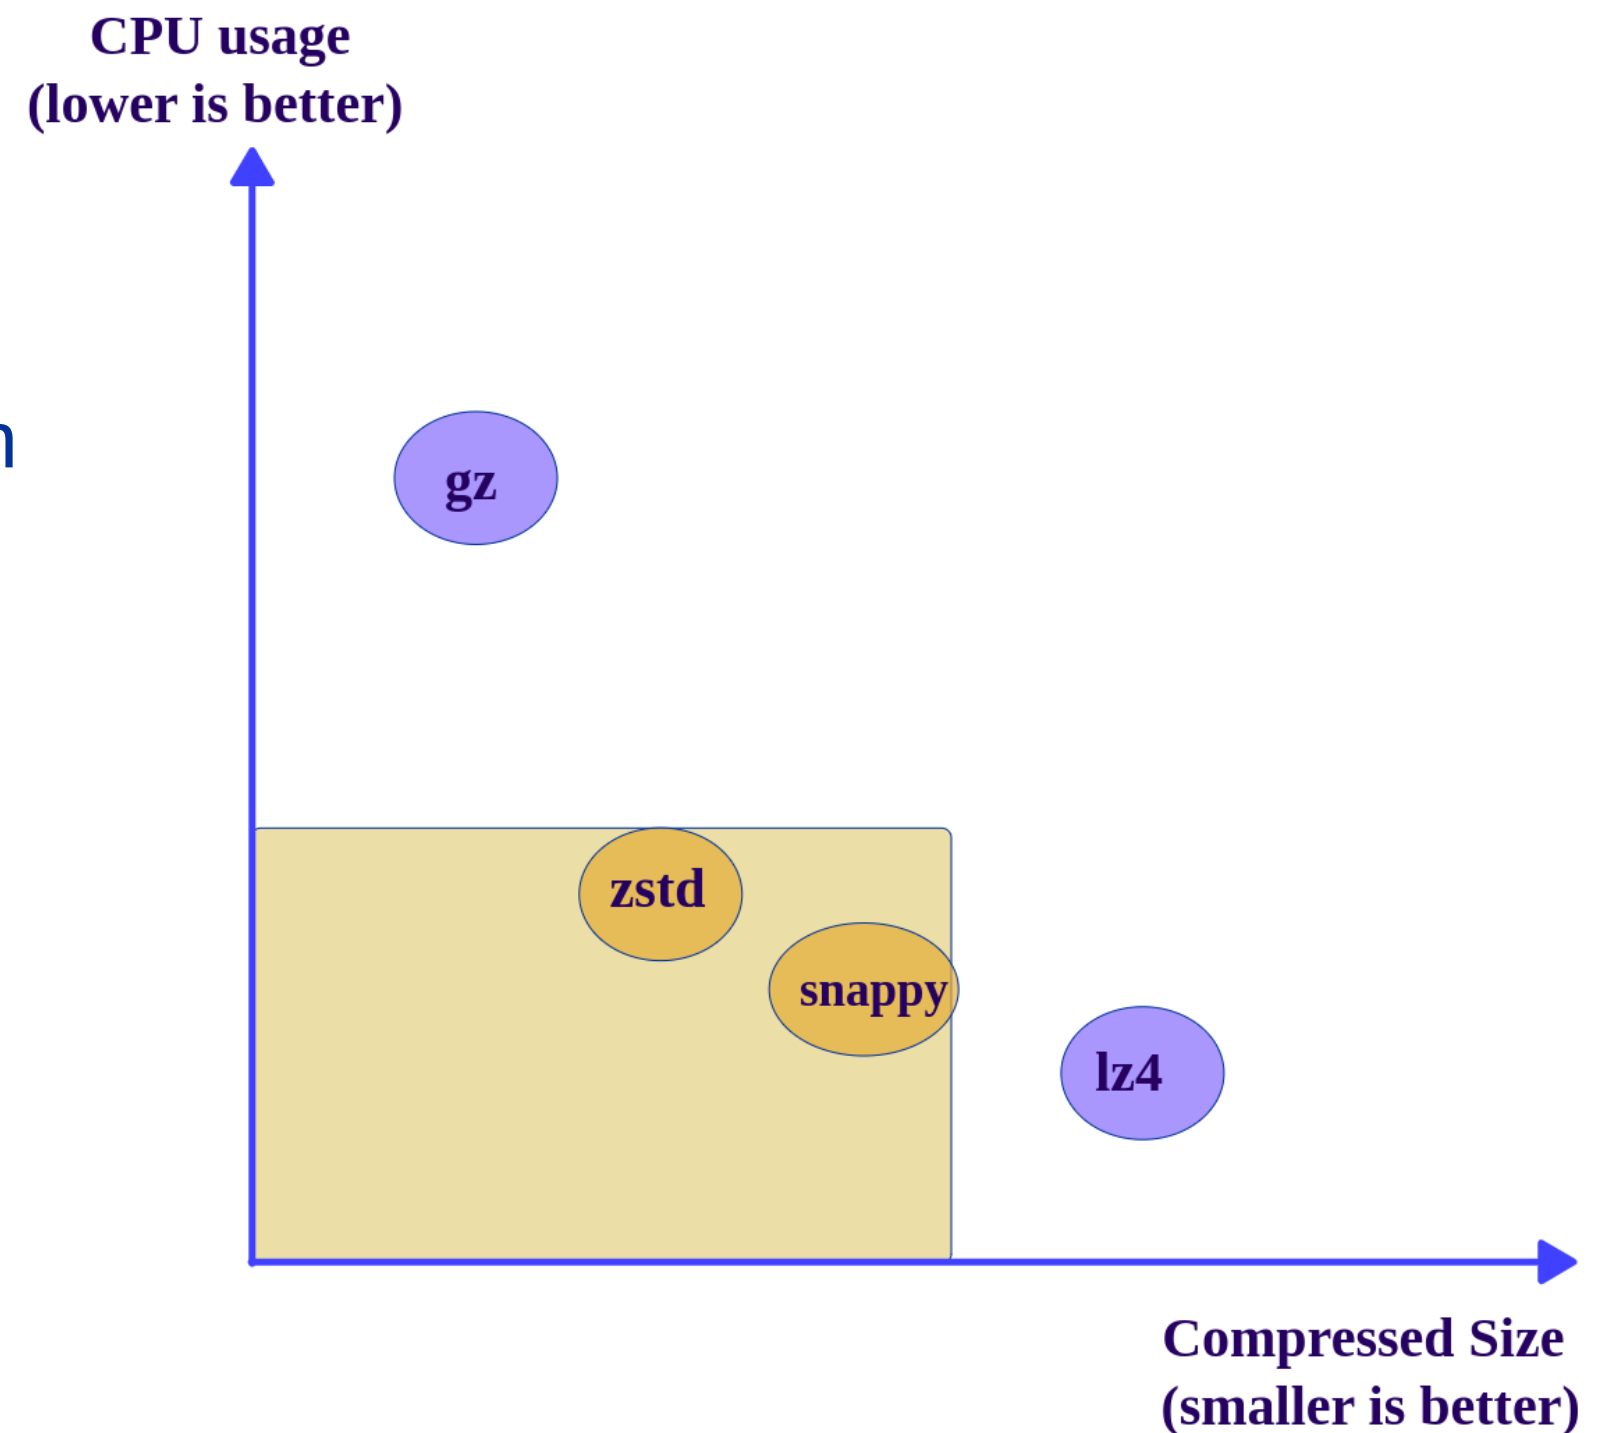 CPU usage
(lower is better)
gz
zstd
snappy
lz4
Compressed Size
(smaller is better)